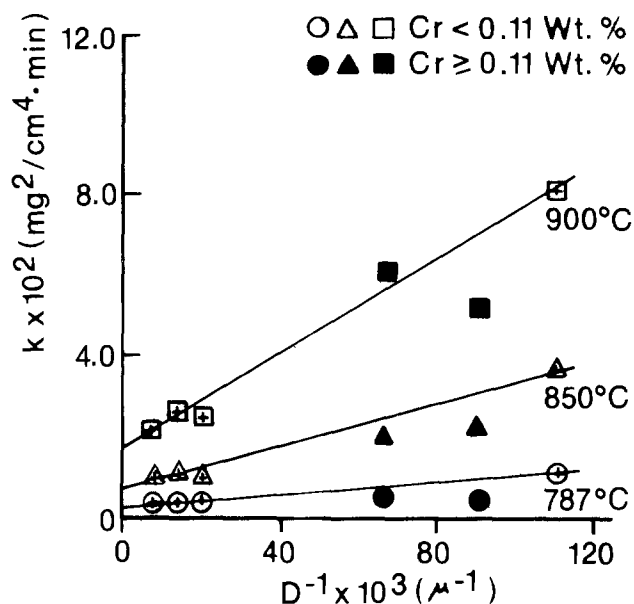 ○△□ Cr < 0.11 Wt. %
●▲■ Cr ≥ 0.11 Wt. %
12.0
8.0
900°C
4.0
850°C
787°C
0
0 40 80 120
k x 10² (mg²/cm⁴·min)
D⁻¹ x 10³ (μ⁻¹)